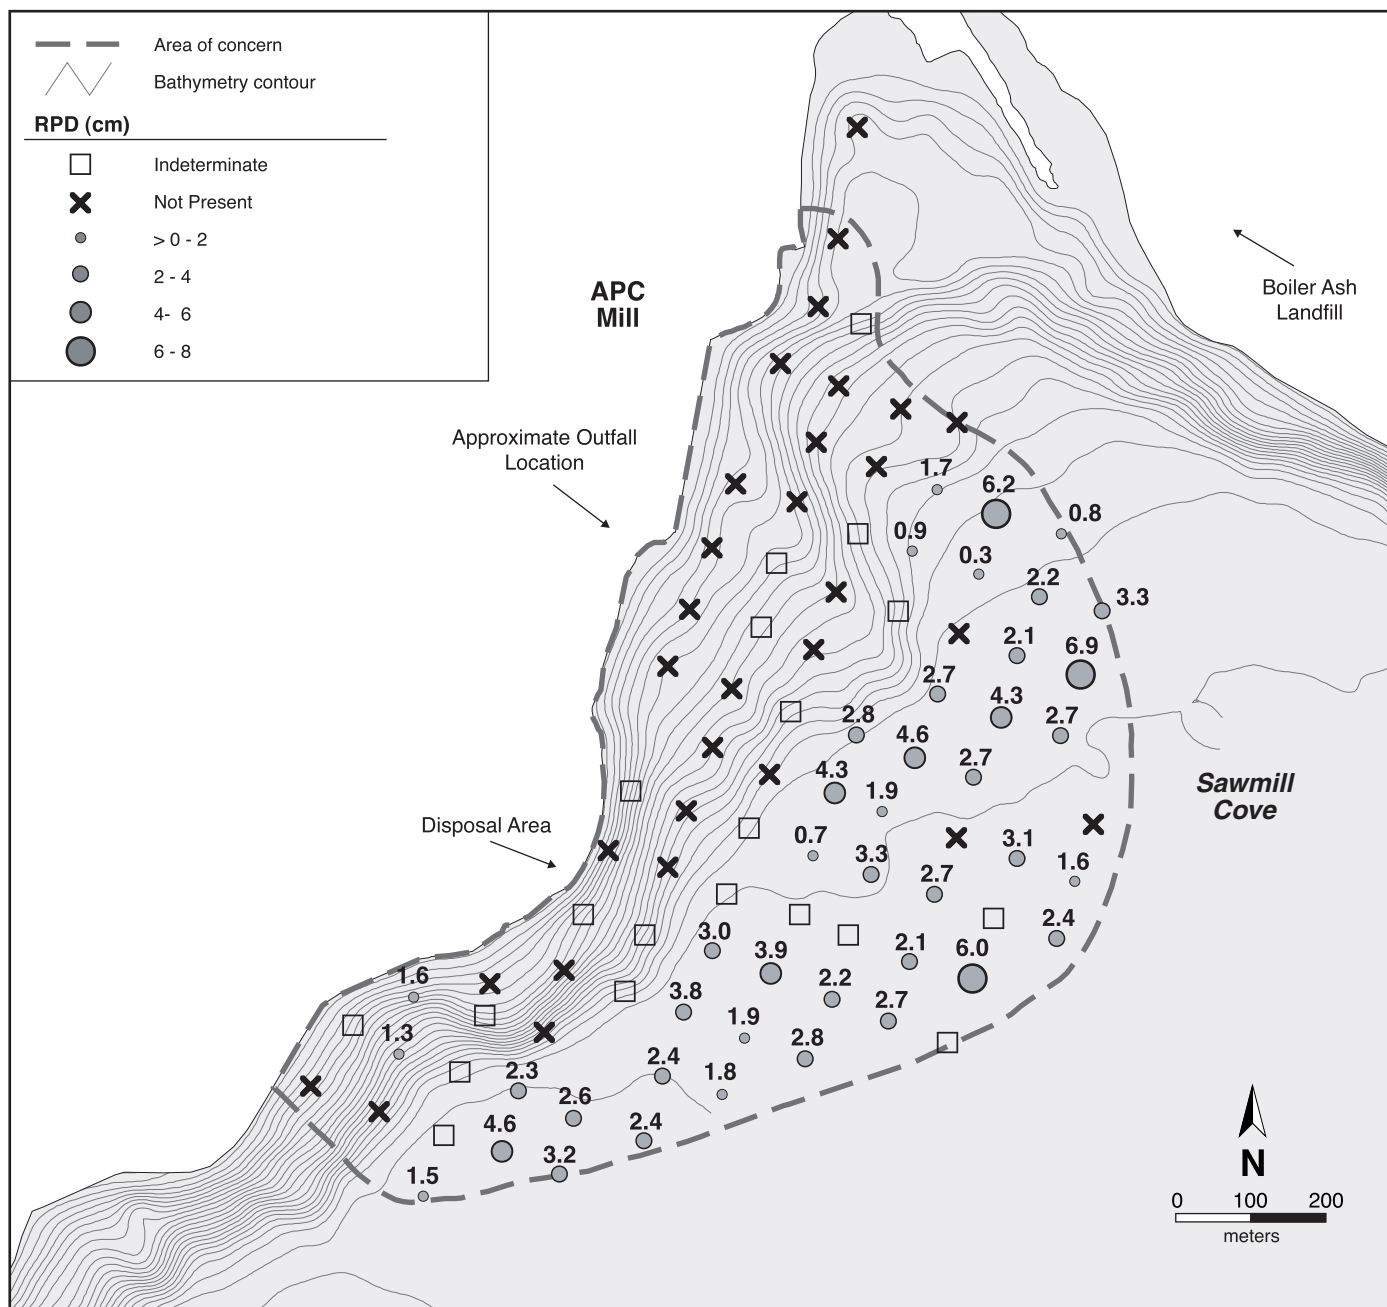 Area of concern
Bathymetry contour
RPD (cm)
Indeterminate
Not Present
> 0 - 2
2 - 4
4- 6
6 - 8
APC
Mill
Boiler Ash
Landfill
Approximate Outfall
Location
1.7
6.2
0.8
0.9
0.3
2.2
3.3
2.1
6.9
2.7
4.3
2.8
2.7
4.6
2.7
4.3
1.9
Sawmill
Cove
Disposal Area
0.7
3.3
3.1
1.6
2.7
2.4
3.0
3.9
2.1
6.0
1.6
2.2
3.8
2.7
1.9
1.3
2.8
2.4
1.8
2.3
2.6
4.6
2.4
3.2
1.5
N
0 100 200
meters